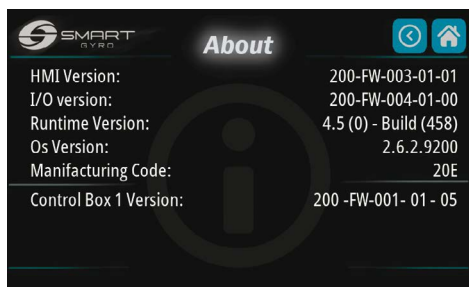 SMART
GYRO
About
HMI Version: 200-FW-003-01-01
I/O version: 200-FW-004-01-00
Runtime Version: 4.5 (0) - Build (458)
Os Version: 2.6.2.9200
Manifacturing Code: 20E
Control Box 1 Version: 200 -FW-001- 01 - 05